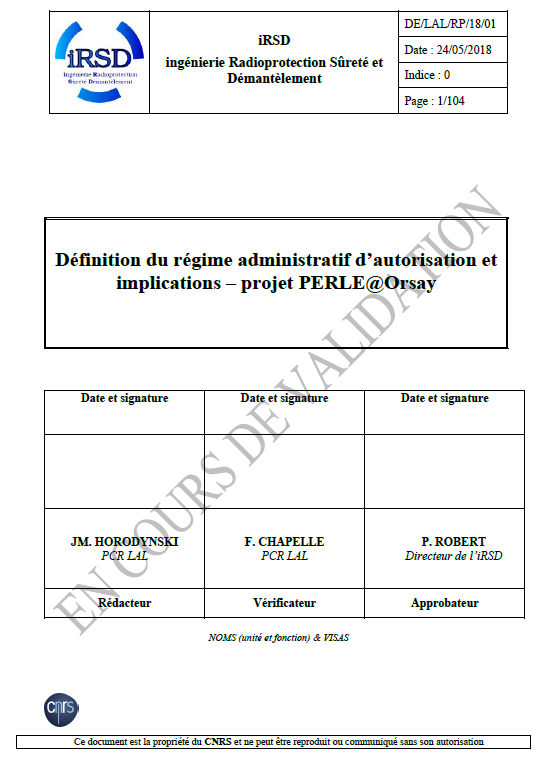 iRSD
Ingénierie Radioprotection
Sûreté Démantèlement
iRSD
ingénierie Radioprotection Sûreté et
Démantèlement
DE/LAL/RP/18/01
Date : 24/05/2018
Indice : 0
Page : 1/104
Définition du régime administratif d’autorisation et
implications – projet PERLE@Orsay
EN COURS DE VALIDATION
Date et signature Date et signature Date et signature
JM. HORODYNSKI F. CHAPELLE P. ROBERT
PCR LAL PCR LAL Directeur de l’iRSD
Rédacteur Vérificateur Approbateur
NOMS (unité et fonction) & VISAS
cnrs
Ce document est la propriété du CNRS et ne peut être reproduit ou communiqué sans son autorisation